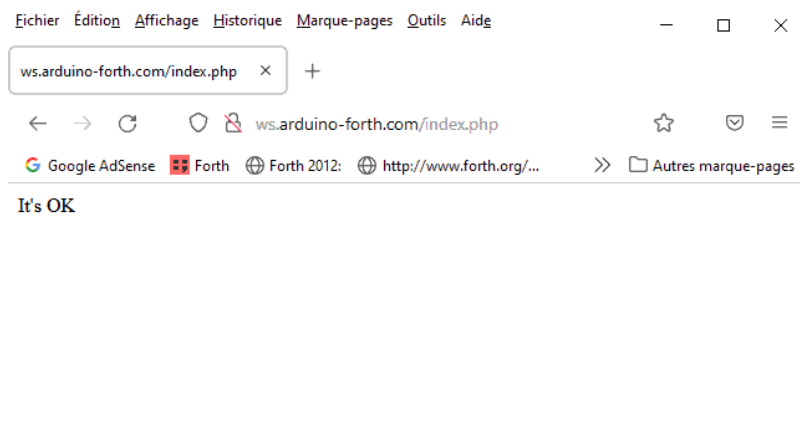 Fichier Édition Affichage Historique Marque-pages Outils Aide
ws.arduino-forth.com/index.php
ws.arduino-forth.com/index.php
Google AdSense Forth Forth 2012: http://www.forth.org/... Autres marque-pages
It's OK